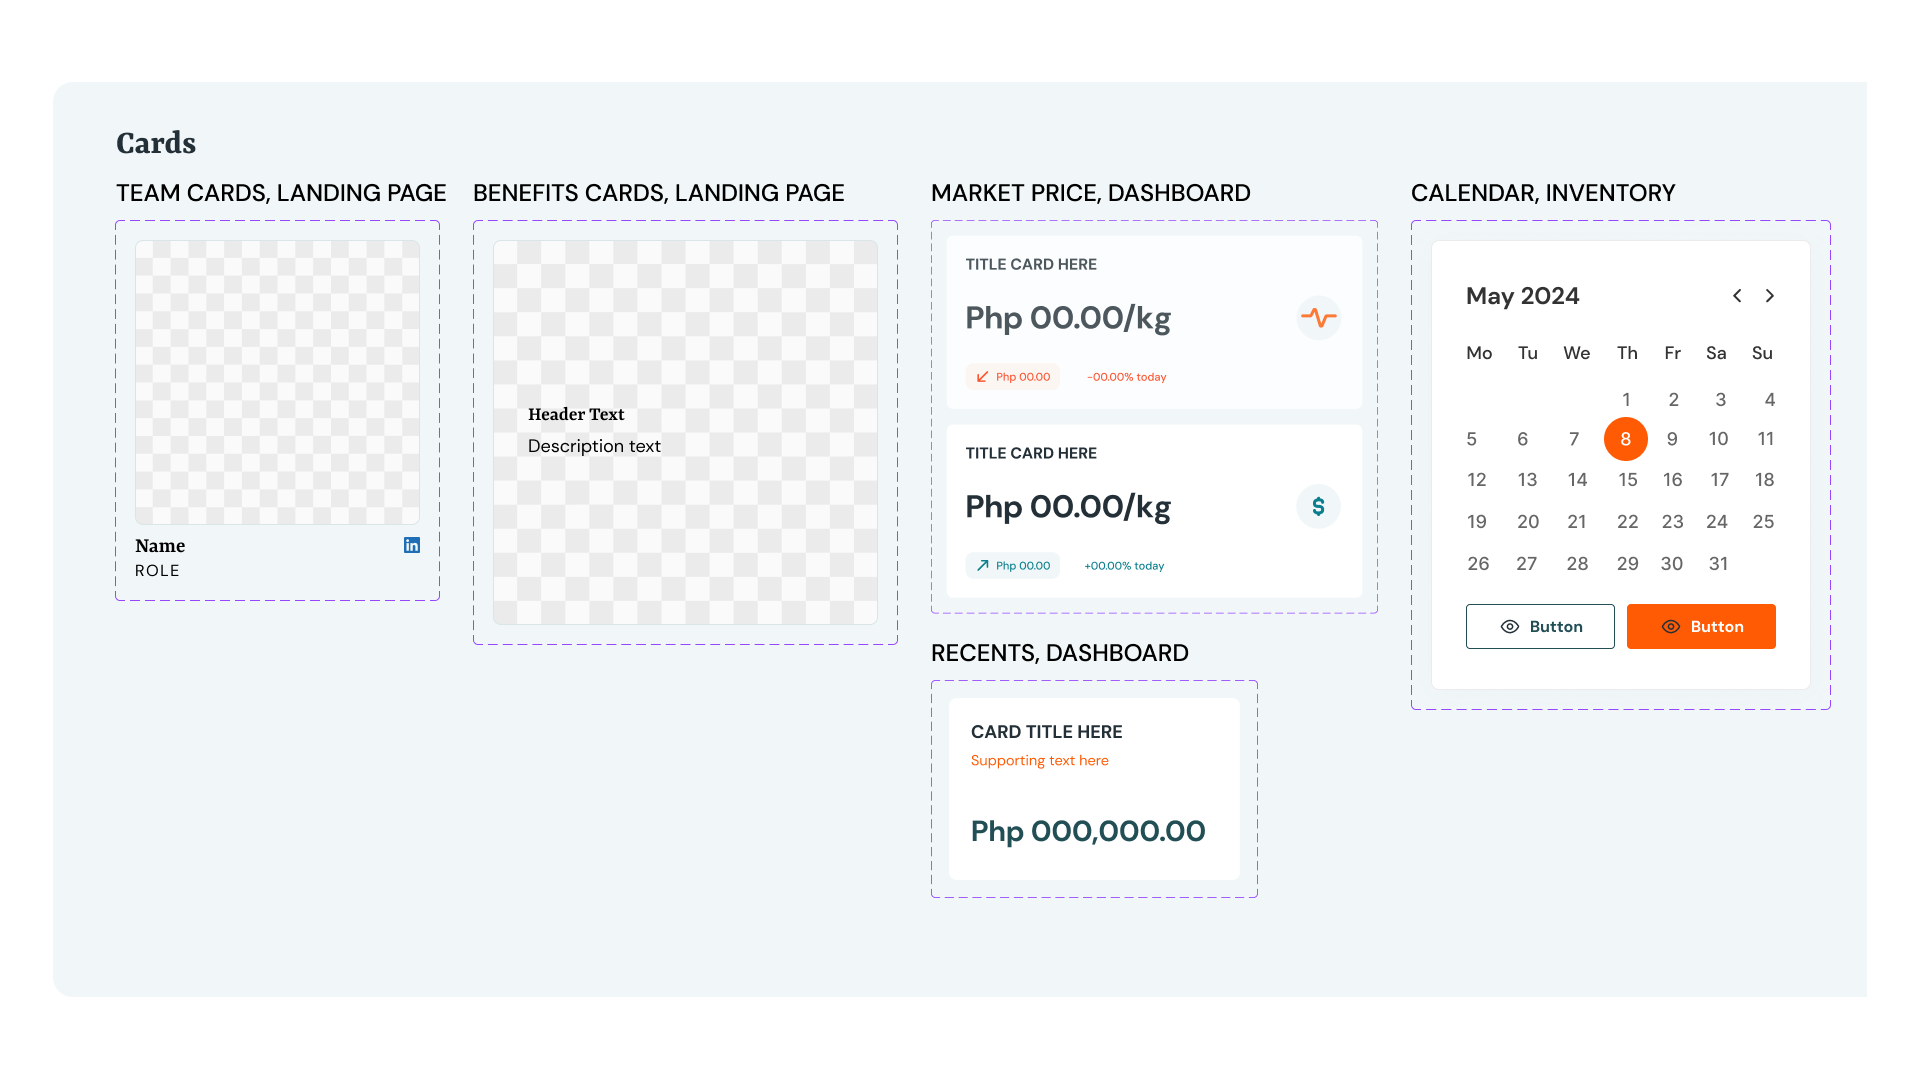 Cards
TEAM CARDS, LANDING PAGE
Name
in
ROLE
BENEFITS CARDS, LANDING PAGE
Header Text
Description text
MARKET PRICE, DASHBOARD
TITLE CARD HERE
Php 00.00/kg
Php 00.00 -00.00% today
TITLE CARD HERE
Php 00.00/kg
$
Php 00.00 +00.00% today
RECENTS, DASHBOARD
CARD TITLE HERE
Supporting text here
Php 000,000.00
CALENDAR, INVENTORY
May 2024
Mo Tu We Th Fr Sa Su
1 2 3 4
5 6 7 8 9 10 11
12 13 14 15 16 17 18
19 20 21 22 23 24 25
26 27 28 29 30 31
Button Button